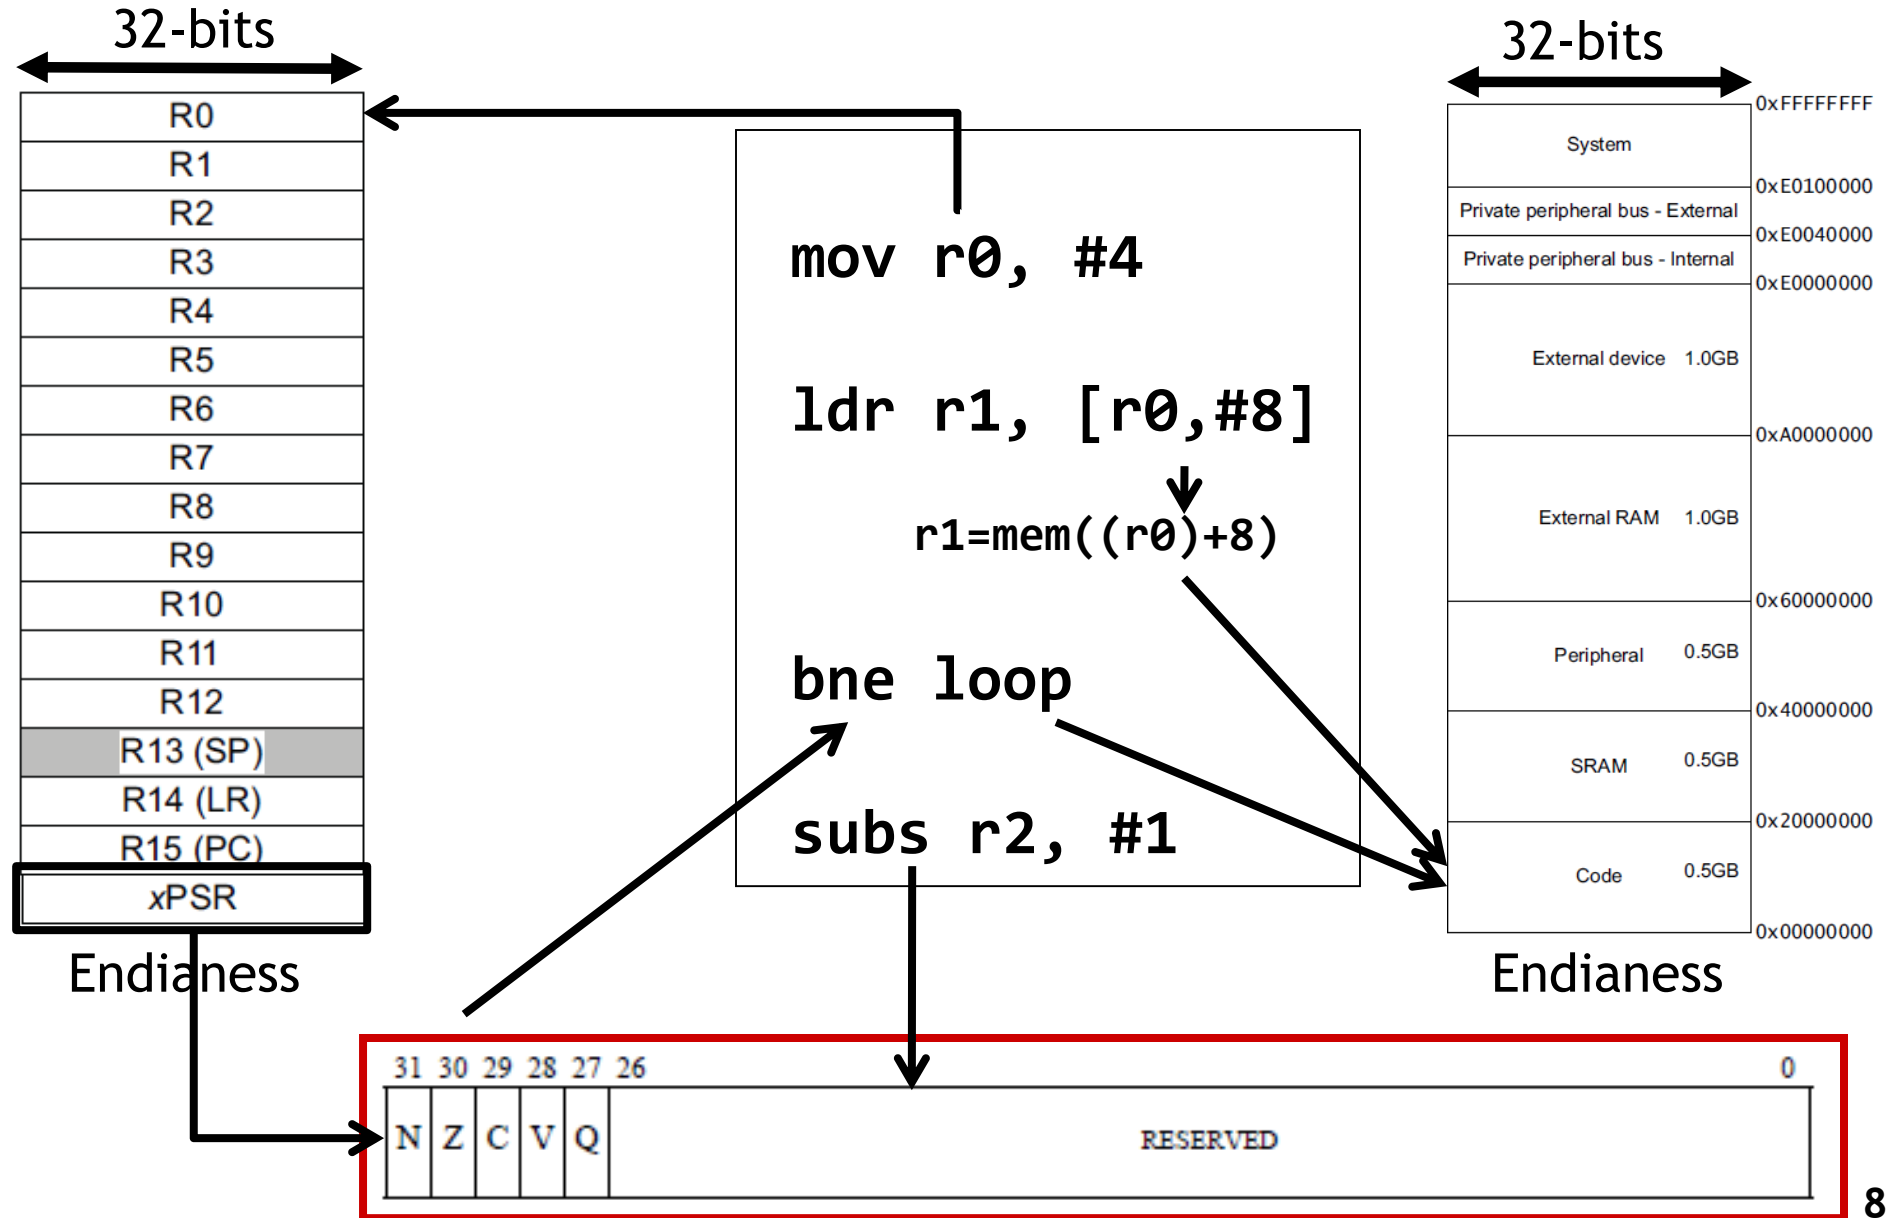 32-bits
R0
R1
R2
R3
R4
R5
R6
R7
R8
R9
R10
R11
R12
R13 (SP)
R14 (LR)
R15 (PC)
xPSR
Endianess
mov r0, #4
ldr r1, [r0,#8]
r1=mem((r0)+8)
bne loop
subs r2, #1
32-bits
0xFFFFFFFF
System
0xE0100000
Private peripheral bus - External
0xE0040000
Private peripheral bus - Internal
0xE0000000
External device 1.0GB
0xA0000000
External RAM 1.0GB
0x60000000
Peripheral 0.5GB
0x40000000
SRAM 0.5GB
0x20000000
Code 0.5GB
0x00000000
Endianess
31 30 29 28 27 26 0
N Z C V Q RESERVED
8